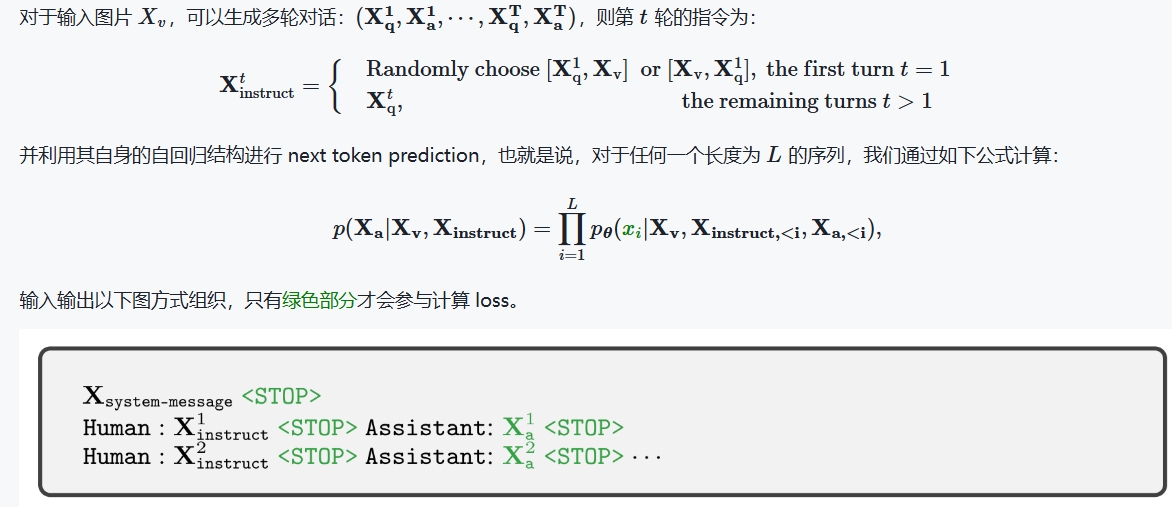 对于输入图片 $X_v$，可以生成多轮对话：$(\mathbf{X}_{\mathbf{q}}^{\mathbf{1}}, \mathbf{X}_{\mathbf{a}}^{\mathbf{1}}, \cdots, \mathbf{X}_{\mathbf{q}}^{\mathbf{T}}, \mathbf{X}_{\mathbf{a}}^{\mathbf{T}})$，则第 $t$ 轮的指令为：
$\mathbf{X}_{\text{instruct}}^{t} = \begin{cases} \text{Randomly choose } [\mathbf{X}_{\text{q}}^{1}, \mathbf{X}_{\text{v}}] \text{ or } [\mathbf{X}_{\text{v}}, \mathbf{X}_{\text{q}}^{1}], \text{ the first turn } t = 1 \\ \mathbf{X}_{\text{q}}^{t}, \text{ the remaining turns } t > 1 \end{cases}$
并利用其自身的自回归结构进行 next token prediction，也就是说，对于任何一个长度为 $L$ 的序列，我们通过如下公式计算：
$p(\mathbf{X_a}|\mathbf{X_v}, \mathbf{X_{instruct}}) = \prod_{i=1}^{L} p_{\boldsymbol{\theta}}(x_i|\mathbf{X_v}, \mathbf{X_{instruct,<i}}, \mathbf{X_{a,<i}}),$
输入输出以下图方式组织，只有绿色部分才会参与计算 loss。
$\mathbf{X}_{\text{system-message}}$ <STOP>
Human : $\mathbf{X}_{\text{instruct}}^{1}$ <STOP> Assistant: $\mathbf{X}_{\text{a}}^{1}$ <STOP>
Human : $\mathbf{X}_{\text{instruct}}^{2}$ <STOP> Assistant: $\mathbf{X}_{\text{a}}^{2}$ <STOP> ···